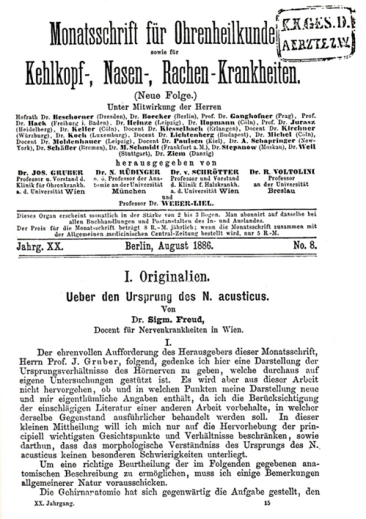 Monatsschrift für Ohrenheilkunde
K.K.GES.D.
AERZTE Z.W.
sowie für
Kehlkopf-, Nasen-, Rachen-Krankheiten.
(Neue Folge.)
Unter Mitwirkung der Herren
Hofrath Dr. Beschorner (Dresden), Dr. Boecker (Berlin), Prof. Dr. Ganghofner (Prag), Prof.
Dr. Hack (Freiburg i. Baden), Dr. Heinze (Leipzig), Dr. Hopmann (Cöln), Prof. Dr. Jurasz
(Heidelberg), Dr. Keller (Cöln), Docent Dr. Kiesselbach (Erlangen), Docent Dr. Kirchner
(Würzburg), Dr. Koch (Luxemburg), Docent Dr. Lichtenberg (Budapest), Dr. Michel (Cöln),
Docent Dr. Moldenhauer (Leipzig), Docent Dr. Paulsen (Kiel), Dr. A. Schapringer (New-
York), Dr. Schäffer (Bremen), Dr. M. Schmidt (Frankfurt a. M.), Dr. Stepanow (Moskau), Dr. Weil
(Stuttgart), Dr. Ziem (Danzig)
herausgegeben von
Dr. JOS. GRUBER Dr. N. RÜDINGER Dr. v. SCHRÖTTER Dr. R. VOLTOLINI
Professor u. Vorstand d. o. ö. Professor der Ana- Professor und Vorstand Professor
Klinik für Ohrenkrankh. tomie an der Universität d. Klinik f. Halskrankh. an der Universität
a. d. Universität Wien München a. d. Universität Wien Breslau
und
Professor Dr. WEBER-LIEL.
Dieses Organ erscheint monatlich in der Stärke von 2 bis 3 Bogen. Man abonnirt auf dasselbe bei
allen Buchhandlungen und Postanstalten des In- und Auslandes.
Der Preis für die Monatsschrift beträgt 8 R.-M. jährlich; wenn die Monatsschrift zusammen mit
der Allgemeinen medicinischen Central-Zeitung bestellt wird, nur 5 R.-M.
Jahrg. XX. Berlin, August 1886. No. 8.
I. Originalien.
Ueber den Ursprung des N. acusticus.
Von
Dr. Sigm. Freud,
Docent für Nervenkrankheiten in Wien.
I.
Der ehrenvollen Aufforderung des Herausgebers dieser Monatsschrift,
Herrn Prof. J. Gruber, folgend, gedenke ich hier eine Darstellung der
Ursprungsverhältnisse des Hörnerven zu geben, welche durchaus auf
eigene Untersuchungen gestützt ist. Es wird aber aus dieser Arbeit
nicht hervorgehen, ob und in welchen Punkten meine Darstellung neue
und mir eigenthümliche Angaben enthält, da ich die Berücksichtigung
der einschlägigen Literatur einer anderen Arbeit vorbehalte, in welcher
derselbe Gegenstand ausführlicher behandelt werden soll. In dieser
kleinen Mittheilung will ich mich nur auf die Hervorhebung der prin-
cipiell wichtigsten Gesichtspunkte und Verhältnisse beschränken, sowie
darthun, dass das morphologische Verständniss des Ursprungs des N.
acusticus keinen besonderen Schwierigkeiten unterliegt.
Um eine richtige Beurtheilung der im Folgenden gegebenen ana-
tomischen Beschreibung zu ermöglichen, muss ich einige Bemerkungen
allgemeinerer Natur vorausschicken.
Die Gehirnanatomie hat sich gegenwärtig die Aufgabe gestellt, den
XX. Jahrgang. 15